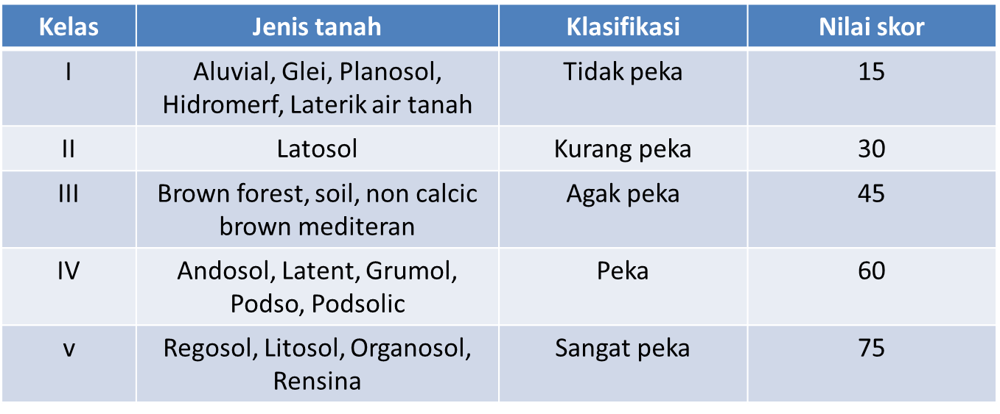 Kelas Jenis tanah Klasifikasi Nilai skor
I Aluvial, Glei, Planosol, Tidak peka 15
Hidromerf, Laterik air tanah
II Latosol Kurang peka 30
III Brown forest, soil, non calcic Agak peka 45
brown mediteran
IV Andosol, Latent, Grumol, Peka 60
Podso, Podsolic
v Regosol, Litosol, Organosol, Sangat peka 75
Rensina